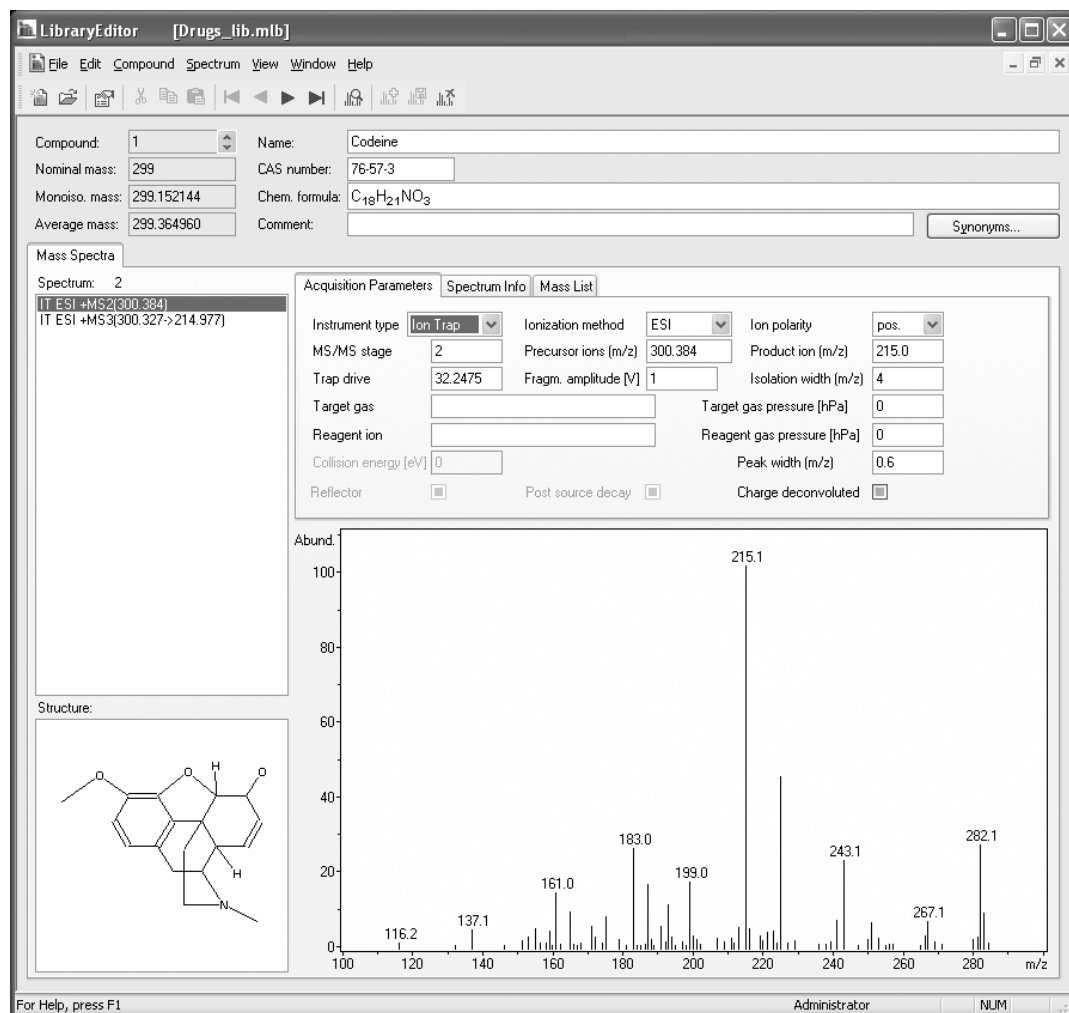 LibraryEditor [Drugs_lib.mlb]
File Edit Compound Spectrum View Window Help
Compound: 1 Name: Codeine
Nominal mass: 299 CAS number: 76-57-3
Monoiso. mass: 299.152144 Chem. formula: C18H21NO3
Average mass: 299.364960 Comment: Synonyms...
Mass Spectra
Spectrum: 2
IT ESI +MS2(300.384)
IT ESI +MS3(300.327->214.977)
Acquisition Parameters Spectrum Info Mass List
Instrument type Ion Trap Ionization method ESI Ion polarity pos.
MS/MS stage 2 Precursor ions (m/z) 300.384 Product ion (m/z) 215.0
Trap drive 32.2475 Fragm. amplitude [V] 1 Isolation width (m/z) 4
Target gas Target gas pressure [hPa] 0
Reagent ion Reagent gas pressure [hPa] 0
Collision energy [eV] 0 Peak width (m/z) 0.6
Reflector Post source decay Charge deconvoluted
Abund.
215.1
100
80
60
40
183.0 243.1 282.1
20
161.0 199.0
137.1 267.1
116.2
0
100 120 140 160 180 200 220 240 260 280 m/z
Structure:
O O H O
H
N
For Help, press F1 Administrator NUM